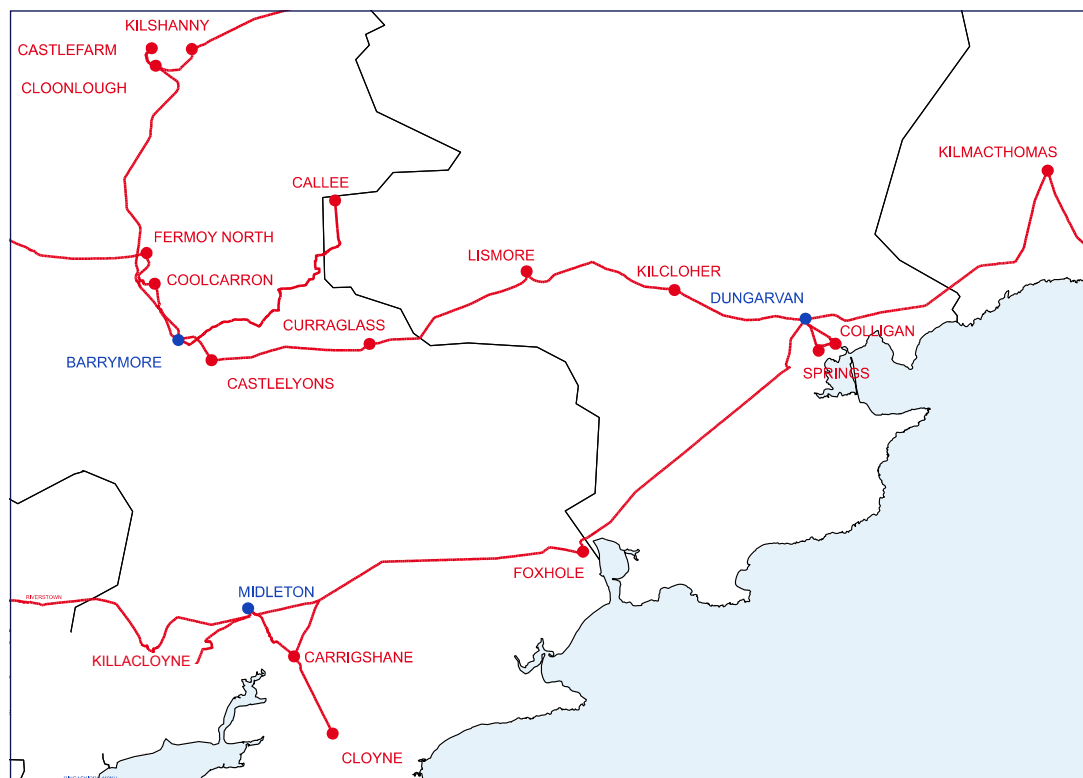 KILSHANNY
CASTLEFARM
CLOONLOUGH
KILMACTHOMAS
CALLEE
FERMOY NORTH
LISMORE
KILCLOHER
COOLCARRON
DUNGARVAN
CURRAGLASS
COLLIGAN
BARRYMORE
SPRINGS
CASTLELYONS
FOXHOLE
MIDLETON
RIVERSTOWN
KILLACLOYNE
CARRIGSHANE
CLOYNE